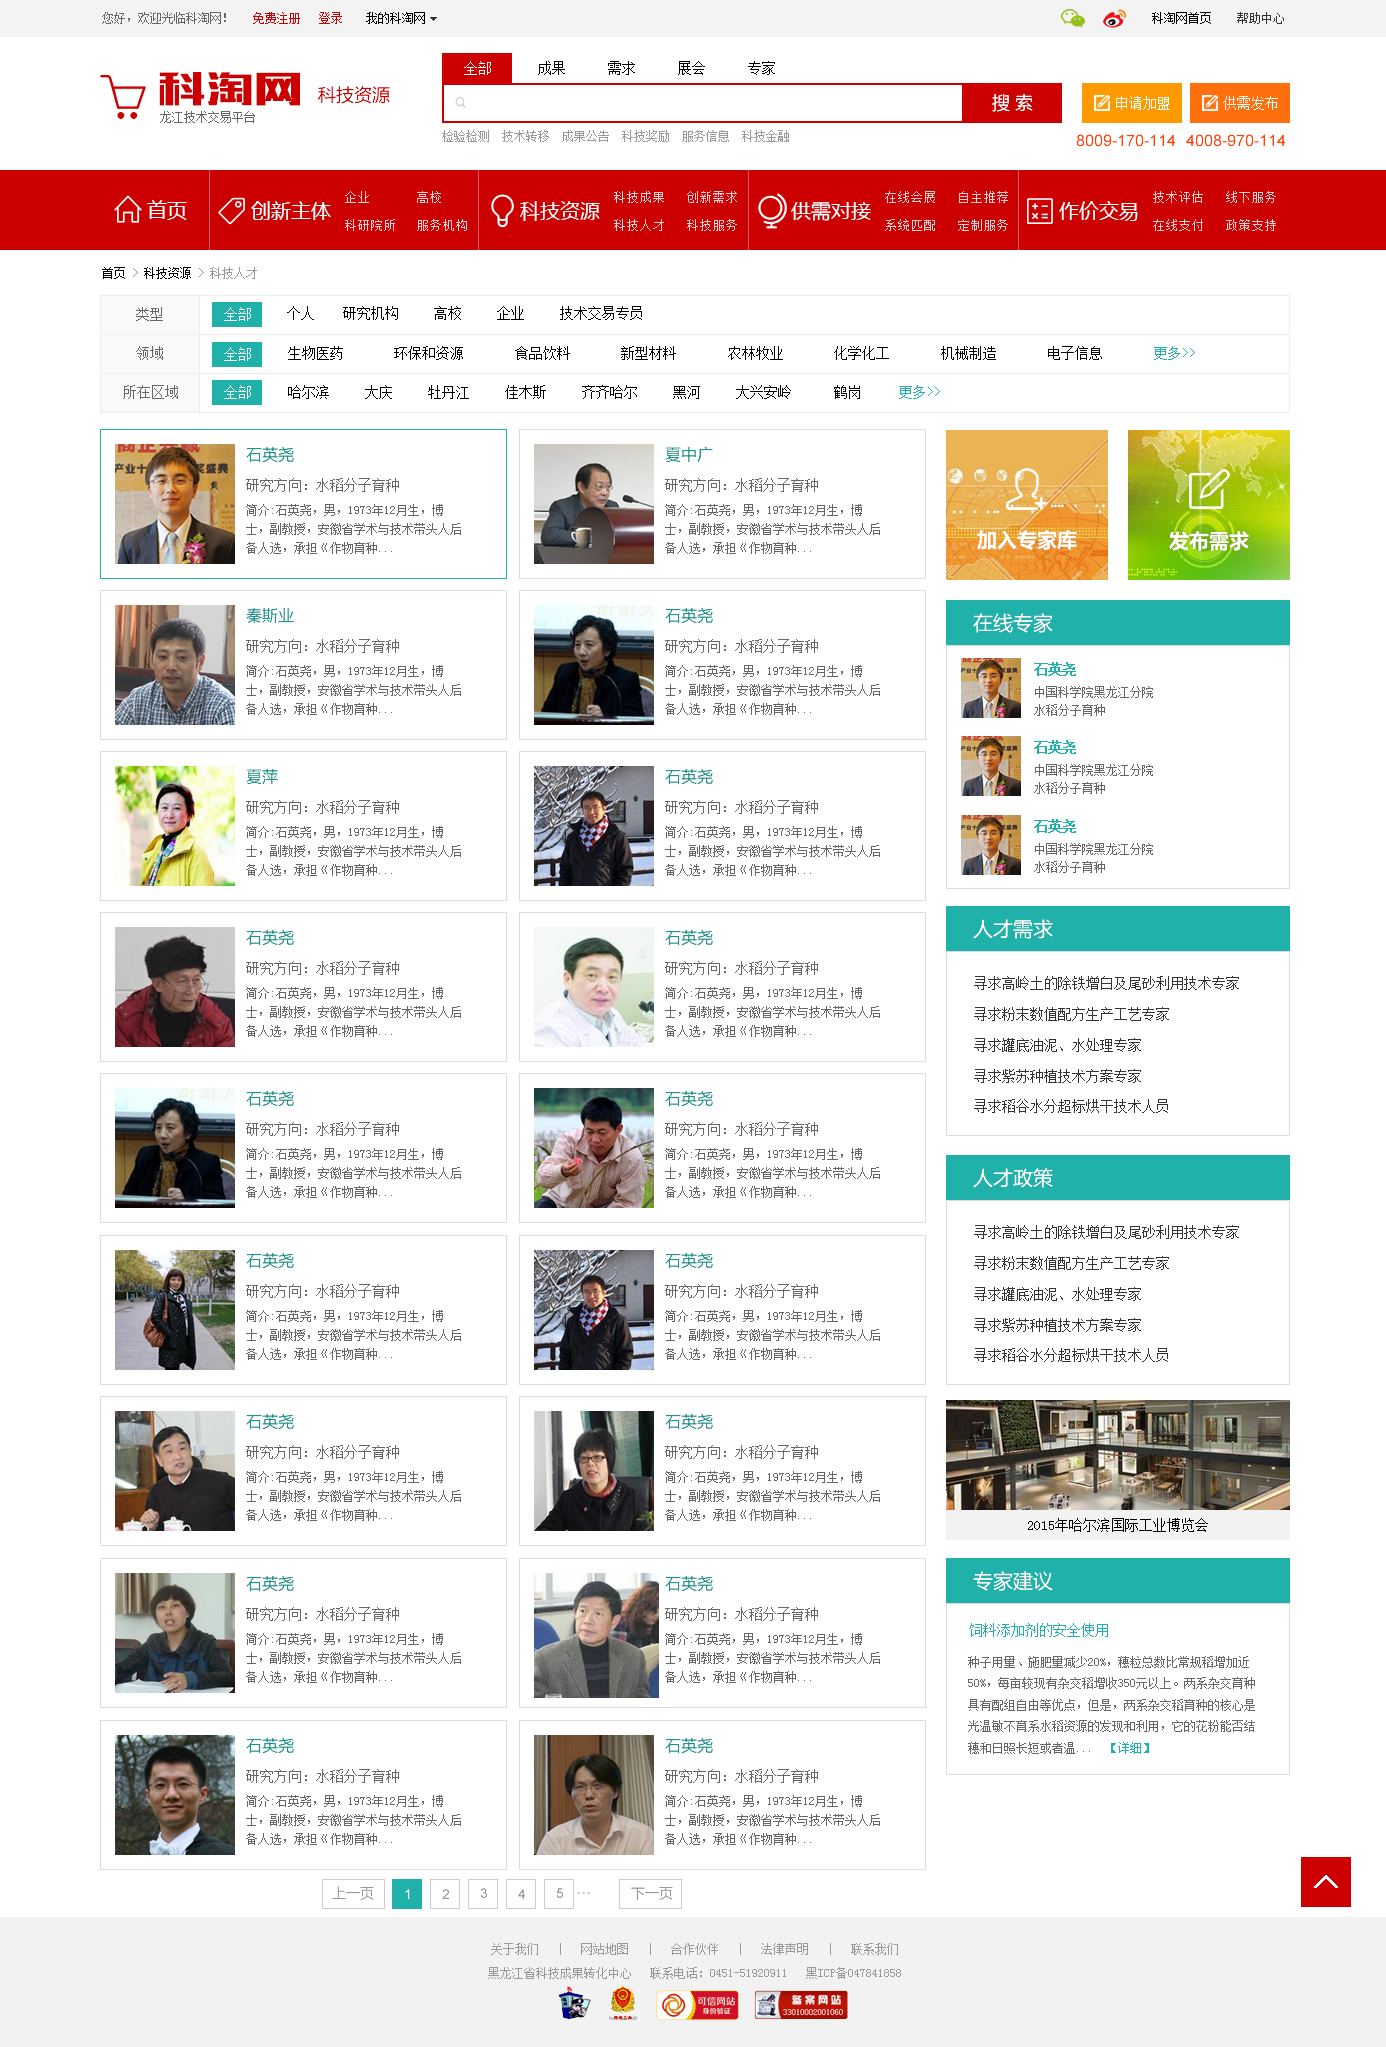 您好，欢迎光临科淘网！ 免费注册 登录 我的科淘网 科淘网首页 帮助中心
全部 成果 需求 展会 专家
科淘网 科技资源
龙江技术交易平台
搜 索 申请加盟 供需发布
检验检测 技术转移 成果公告 科技奖励 服务信息 科技金融
8009-170-114 4008-970-114
首页 创新主体 企业 高校 科技资源 科技成果 创新需求 供需对接 在线会展 自主推荐 作价交易 技术评估 线下服务
科研院所 服务机构 科技人才 科技服务 系统匹配 定制服务 在线支付 政策支持
首页 > 科技资源 > 科技人才
类型 全部 个人 研究机构 高校 企业 技术交易专员
领域 全部 生物医药 环保和资源 食品饮料 新型材料 农林牧业 化学化工 机械制造 电子信息 更多>>
所在区域 全部 哈尔滨 大庆 牡丹江 佳木斯 齐齐哈尔 黑河 大兴安岭 鹤岗 更多>>
石英尧
研究方向：水稻分子育种
简介:石英尧，男，1973年12月生，博
士，副教授，安徽省学术与技术带头人后
备人选，承担《作物育种...
夏中广
研究方向：水稻分子育种
简介:石英尧，男，1973年12月生，博
士，副教授，安徽省学术与技术带头人后
备人选，承担《作物育种...
秦斯业
研究方向：水稻分子育种
简介:石英尧，男，1973年12月生，博
士，副教授，安徽省学术与技术带头人后
备人选，承担《作物育种...
石英尧
研究方向：水稻分子育种
简介:石英尧，男，1973年12月生，博
士，副教授，安徽省学术与技术带头人后
备人选，承担《作物育种...
夏萍
研究方向：水稻分子育种
简介:石英尧，男，1973年12月生，博
士，副教授，安徽省学术与技术带头人后
备人选，承担《作物育种...
石英尧
研究方向：水稻分子育种
简介:石英尧，男，1973年12月生，博
士，副教授，安徽省学术与技术带头人后
备人选，承担《作物育种...
石英尧
研究方向：水稻分子育种
简介:石英尧，男，1973年12月生，博
士，副教授，安徽省学术与技术带头人后
备人选，承担《作物育种...
石英尧
研究方向：水稻分子育种
简介:石英尧，男，1973年12月生，博
士，副教授，安徽省学术与技术带头人后
备人选，承担《作物育种...
石英尧
研究方向：水稻分子育种
简介:石英尧，男，1973年12月生，博
士，副教授，安徽省学术与技术带头人后
备人选，承担《作物育种...
石英尧
研究方向：水稻分子育种
简介:石英尧，男，1973年12月生，博
士，副教授，安徽省学术与技术带头人后
备人选，承担《作物育种...
石英尧
研究方向：水稻分子育种
简介:石英尧，男，1973年12月生，博
士，副教授，安徽省学术与技术带头人后
备人选，承担《作物育种...
石英尧
研究方向：水稻分子育种
简介:石英尧，男，1973年12月生，博
士，副教授，安徽省学术与技术带头人后
备人选，承担《作物育种...
石英尧
研究方向：水稻分子育种
简介:石英尧，男，1973年12月生，博
士，副教授，安徽省学术与技术带头人后
备人选，承担《作物育种...
石英尧
研究方向：水稻分子育种
简介:石英尧，男，1973年12月生，博
士，副教授，安徽省学术与技术带头人后
备人选，承担《作物育种...
石英尧
研究方向：水稻分子育种
简介:石英尧，男，1973年12月生，博
士，副教授，安徽省学术与技术带头人后
备人选，承担《作物育种...
石英尧
研究方向：水稻分子育种
简介:石英尧，男，1973年12月生，博
士，副教授，安徽省学术与技术带头人后
备人选，承担《作物育种...
石英尧
研究方向：水稻分子育种
简介:石英尧，男，1973年12月生，博
士，副教授，安徽省学术与技术带头人后
备人选，承担《作物育种...
石英尧
研究方向：水稻分子育种
简介:石英尧，男，1973年12月生，博
士，副教授，安徽省学术与技术带头人后
备人选，承担《作物育种...
上一页 1 2 3 4 5 ··· 下一页
加入专家库 发布需求
在线专家
石英尧
中国科学院黑龙江分院
水稻分子育种
石英尧
中国科学院黑龙江分院
水稻分子育种
石英尧
中国科学院黑龙江分院
水稻分子育种
人才需求
寻求高岭土的除铁增白及尾砂利用技术专家
寻求粉末数值配方生产工艺专家
寻求罐底油泥、水处理专家
寻求紫苏种植技术方案专家
寻求稻谷水分超标烘干技术人员
人才政策
寻求高岭土的除铁增白及尾砂利用技术专家
寻求粉末数值配方生产工艺专家
寻求罐底油泥、水处理专家
寻求紫苏种植技术方案专家
寻求稻谷水分超标烘干技术人员
2015年哈尔滨国际工业博览会
专家建议
饲料添加剂的安全使用
种子用量、施肥量减少20%，穗粒总数比常规稻增加近
50%，每亩较现有杂交稻增收350元以上。两系杂交育种
具有配组自由等优点，但是，两系杂交稻育种的核心是
光温敏不育系水稻资源的发现和利用，它的花粉能否结
穗和日照长短或者温... 【详细】
关于我们 | 网站地图 | 合作伙伴 | 法律声明 | 联系我们
黑龙江省科技成果转化中心 联系电话：0451-51920911 黑ICP备047841858
可信网站
身份验证
备案网站
33010002001060